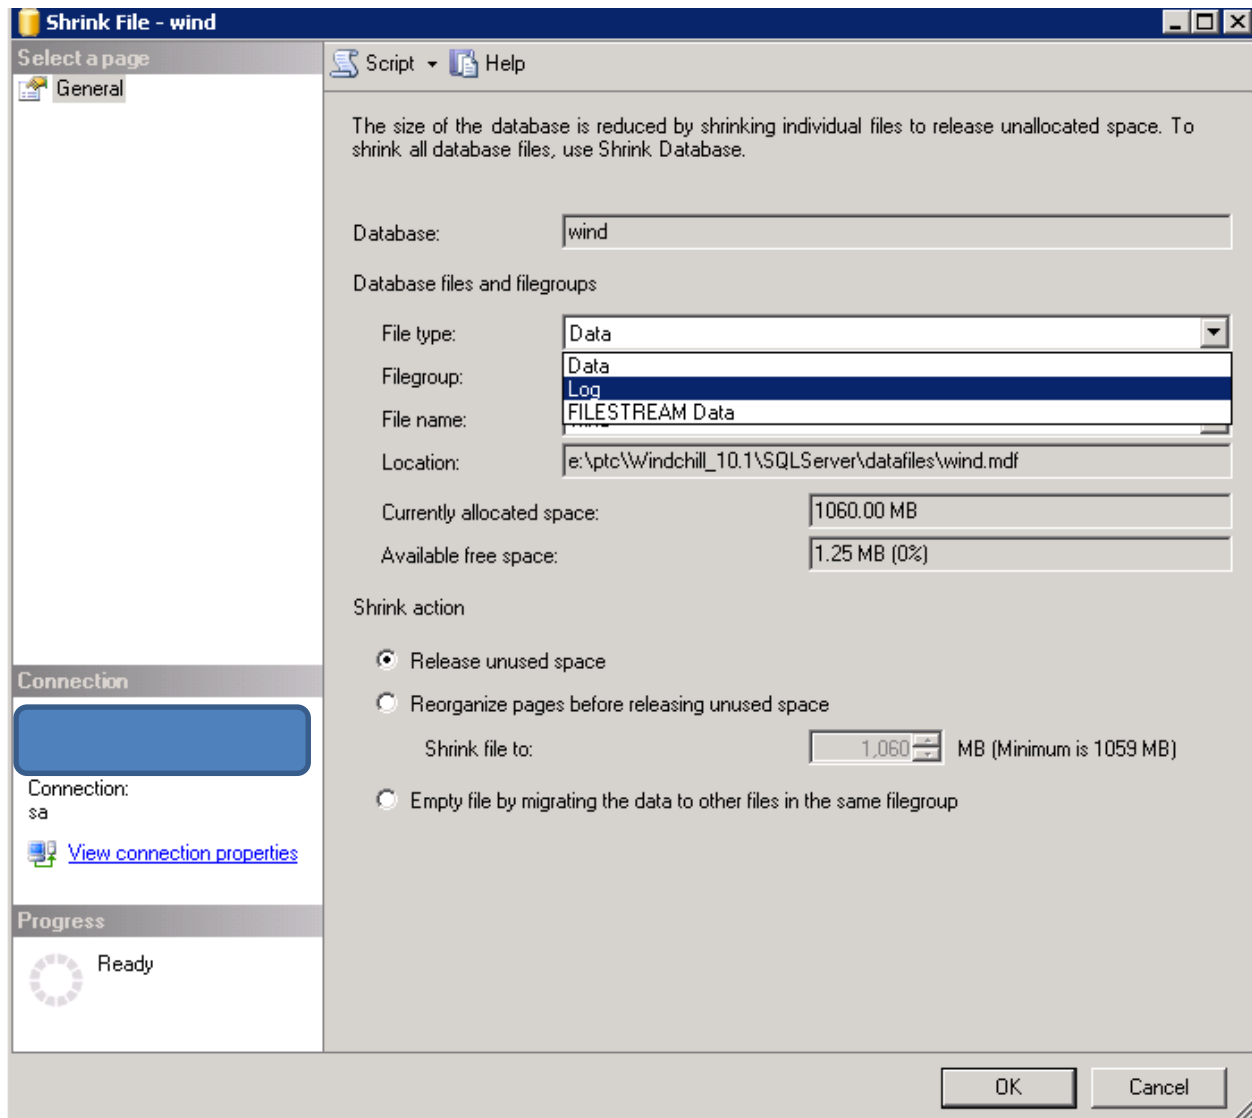 Shrink File - wind
Select a page
General
Script Help
The size of the database is reduced by shrinking individual files to release unallocated space. To
shrink all database files, use Shrink Database.
Database: wind
Database files and filegroups
File type: Data
Data
Filegroup:
Log
FILESTREAM Data
File name:
Location: e:\ptc\Windchill_10.1\SQLServer\datafiles\wind.mdf
Currently allocated space: 1060.00 MB
Available free space: 1.25 MB (0%)
Shrink action
Release unused space
Reorganize pages before releasing unused space
Shrink file to: 1,060 MB (Minimum is 1059 MB)
Empty file by migrating the data to other files in the same filegroup
Connection
Connection:
sa
View connection properties
Progress
Ready
OK Cancel